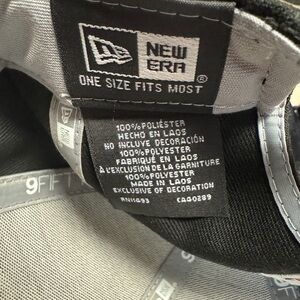 NEW
ERA
ONE SIZE FITS MOST®
100% POLIÉSTER
HECHO EN LAOS
NO INCLUYE DECORACIÓN
100%POLYESTER
FABRIQUÉ EN LAOS
À L'EXCLUSION DE LA GARNITURE
100%POLYESTER
MADE IN LAOS
EXCLUSIVE OF DECORATION
CA00289
9FIFTY